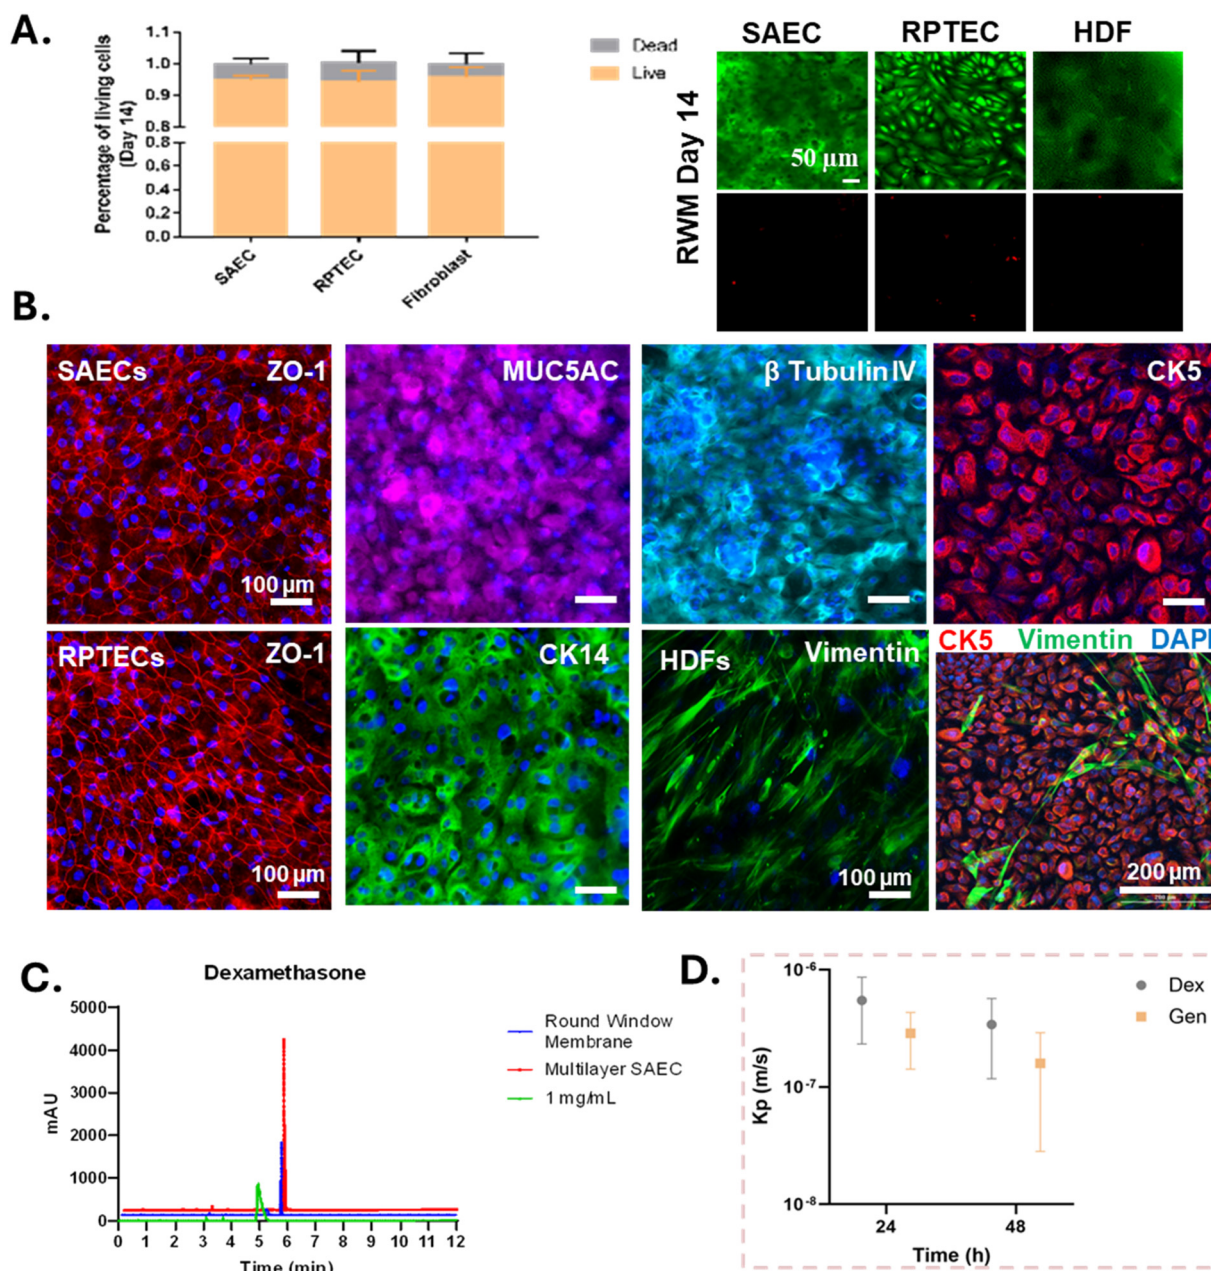 A.
Percentage of living cells
(Day 14)
1.1
1.0
0.9
0.8
0.8
0.6
0.4
0.2
0.0
SAEC
RPTEC
Fibroblast
Dead
Live
SAEC
RPTEC
HDF
RWM Day 14
50 µm
B.
SAECs
ZO-1
100 µm
MUC5AC
β Tubulin IV
CK5
RPTECs
ZO-1
100 µm
CK14
HDFs
Vimentin
100 µm
CK5 Vimentin DAPI
200 µm
C.
Dexamethasone
mAU
5000
4000
3000
2000
1000
0
0 1 2 3 4 5 6 7 8 9 10 11 12
Time (min)
Round Window
Membrane
Multilayer SAEC
1 mg/mL
D.
Kp (m/s)
10-6
10-7
10-8
24
48
Time (h)
Dex
Gen